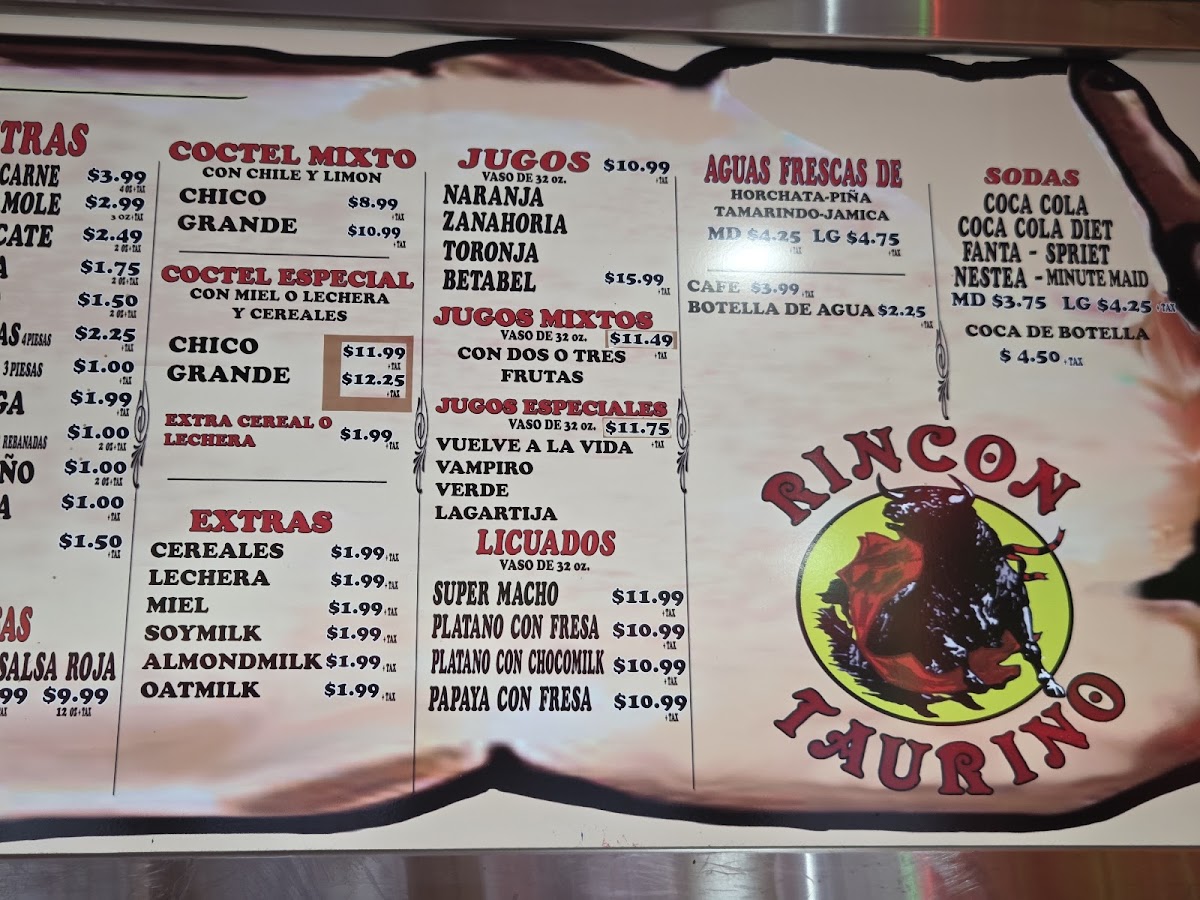 TRAS
CARNE $3.99
4 OZ+TAX
MOLE $2.99
3 OZ+TAX
CATE $2.49
2 OZ+TAX
A $1.75
2 OZ+TAX
$1.50
2 OZ+TAX
AS 4PIESAS $2.25
+TAX
3 PIESAS $1.00
+TAX
GA $1.99
+TAX
REBANADAS $1.00
2 OZ+TAX
ÑO $1.00
2 OZ+TAX
A $1.00
+TAX
$1.50
+TAX
AS
SALSA ROJA
99 $9.99
AX 12 OZ+TAX
COCTEL MIXTO
CON CHILE Y LIMON
CHICO $8.99
+TAX
GRANDE $10.99
+TAX
COCTEL ESPECIAL
CON MIEL O LECHERA
Y CEREALES
CHICO $11.99
+TAX
GRANDE $12.25
+TAX
EXTRA CEREAL O
LECHERA $1.99
+TAX
EXTRAS
CEREALES $1.99+TAX
LECHERA $1.99+TAX
MIEL $1.99+TAX
SOYMILK $1.99+TAX
ALMONDMILK $1.99+TAX
OATMILK $1.99+TAX
JUGOS $10.99
VASO DE 32 oz. +TAX
NARANJA
ZANAHORIA
TORONJA
BETABEL $15.99
+TAX
JUGOS MIXTOS
VASO DE 32 oz. $11.49
+TAX
CON DOS O TRES
FRUTAS
JUGOS ESPECIALES
VASO DE 32 oz. $11.75
+TAX
VUELVE A LA VIDA
VAMPIRO
VERDE
LAGARTIJA
LICUADOS
VASO DE 32 oz.
SUPER MACHO $11.99
+TAX
PLATANO CON FRESA $10.99
+TAX
PLATANO CON CHOCOMILK $10.99
+TAX
PAPAYA CON FRESA $10.99
+TAX
AGUAS FRESCAS DE
HORCHATA-PIÑA
TAMARINDO-JAMICA
MD $4.25 LG $4.75
+TAX +TAX
CAFE $3.99+TAX
BOTELLA DE AGUA $2.25
+TAX
SODAS
COCA COLA
COCA COLA DIET
FANTA - SPRIET
NESTEA - MINUTE MAID
MD $3.75 LG $4.25 +TAX
COCA DE BOTELLA
$ 4.50 +TAX
RINCON
TAURINO